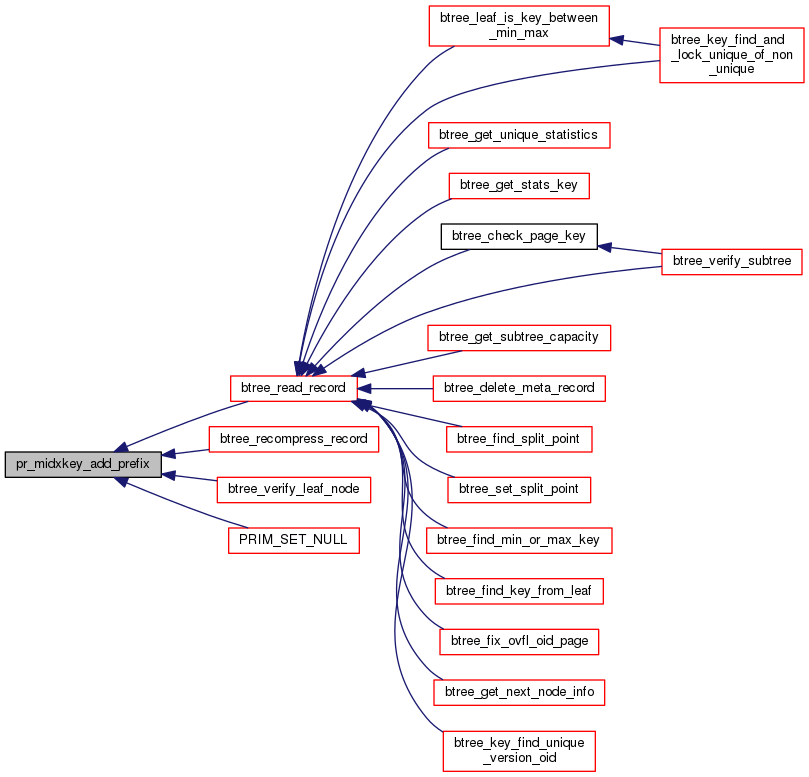 btree_leaf_is_key_between
_min_max
btree_key_find_and
_lock_unique_of_non
_unique
btree_get_unique_statistics
btree_get_stats_key
btree_check_page_key
btree_verify_subtree
btree_get_subtree_capacity
btree_read_record
btree_delete_meta_record
btree_recompress_record
btree_find_split_point
pr_midxkey_add_prefix
btree_verify_leaf_node
btree_set_split_point
PRIM_SET_NULL
btree_find_min_or_max_key
btree_find_key_from_leaf
btree_fix_ovfl_oid_page
btree_get_next_node_info
btree_key_find_unique
_version_oid